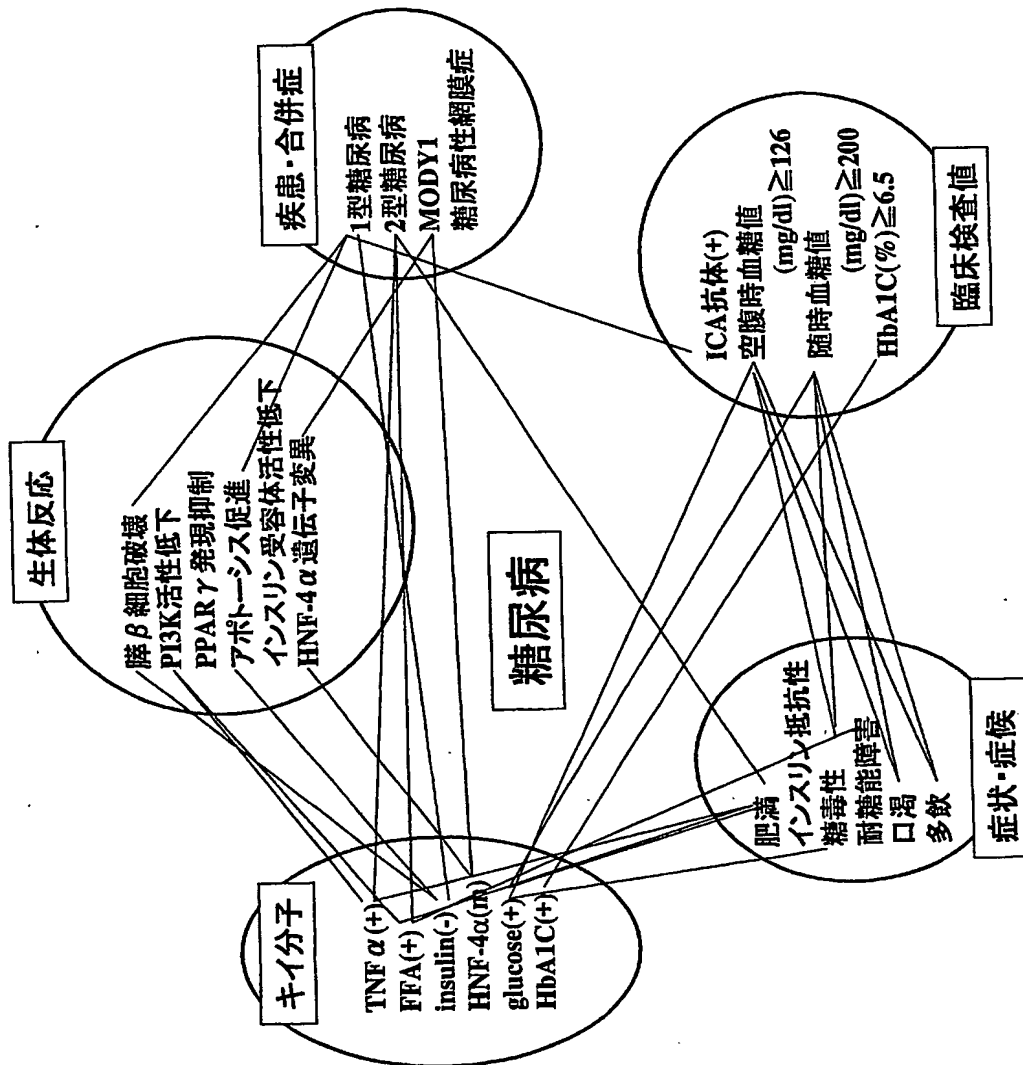 キイ分子
TNFα(+)
FFA(+)
insulin(-)
HNF-4α(m)
glucose(+)
HbA1C(+)
生体反応
膵β細胞破壊
PI3K活性低下
PPARγ発現抑制
アポトーシス促進
インスリン受容体活性低下
HNF-4α遺伝子変異
疾患・合併症
1型糖尿病
2型糖尿病
MODY1
糖尿病性網膜症
糖尿病
症状・症候
肥満
インスリン抵抗性
糖毒性
耐糖能障害
口渇
多飲
臨床検査値
ICA抗体(+)
空腹時血糖値
(mg/dl)≧126
随時血糖値
(mg/dl)≧200
HbA1C(%)≧6.5